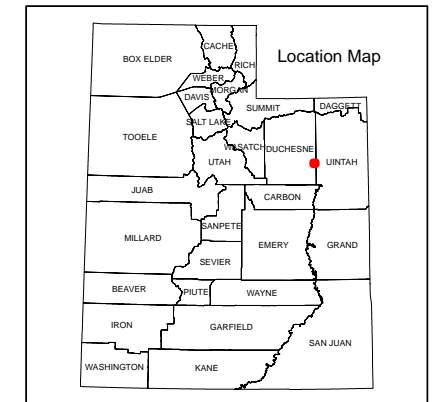 CACHE
Location Map
BOX ELDER
RICH
WEBER
MORGAN
DAVIS
SUMMIT
DAGGETT
SALT LAKE
TOOELE
WASATCH
DUCHESNE
UINTAH
UTAH
JUAB
CARBON
SANPETE
MILLARD
EMERY
GRAND
SEVIER
BEAVER
PIUTE
WAYNE
IRON
GARFIELD
SAN JUAN
WASHINGTON
KANE